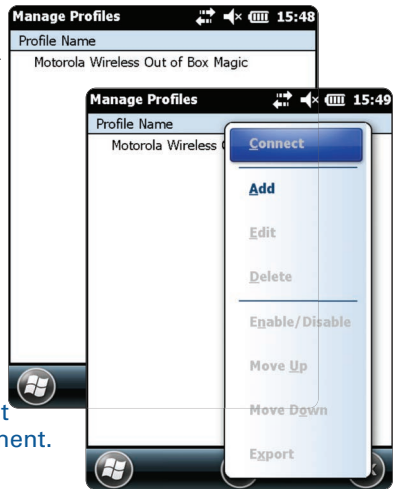 Manage Profiles 15:48
Profile Name
Motorola Wireless Out of Box Magic
Manage Profiles 15:49
Profile Name
Motorola Wireless
Connect
Add
Edit
Delete
Enable/Disable
Move Up
Move Down
Export